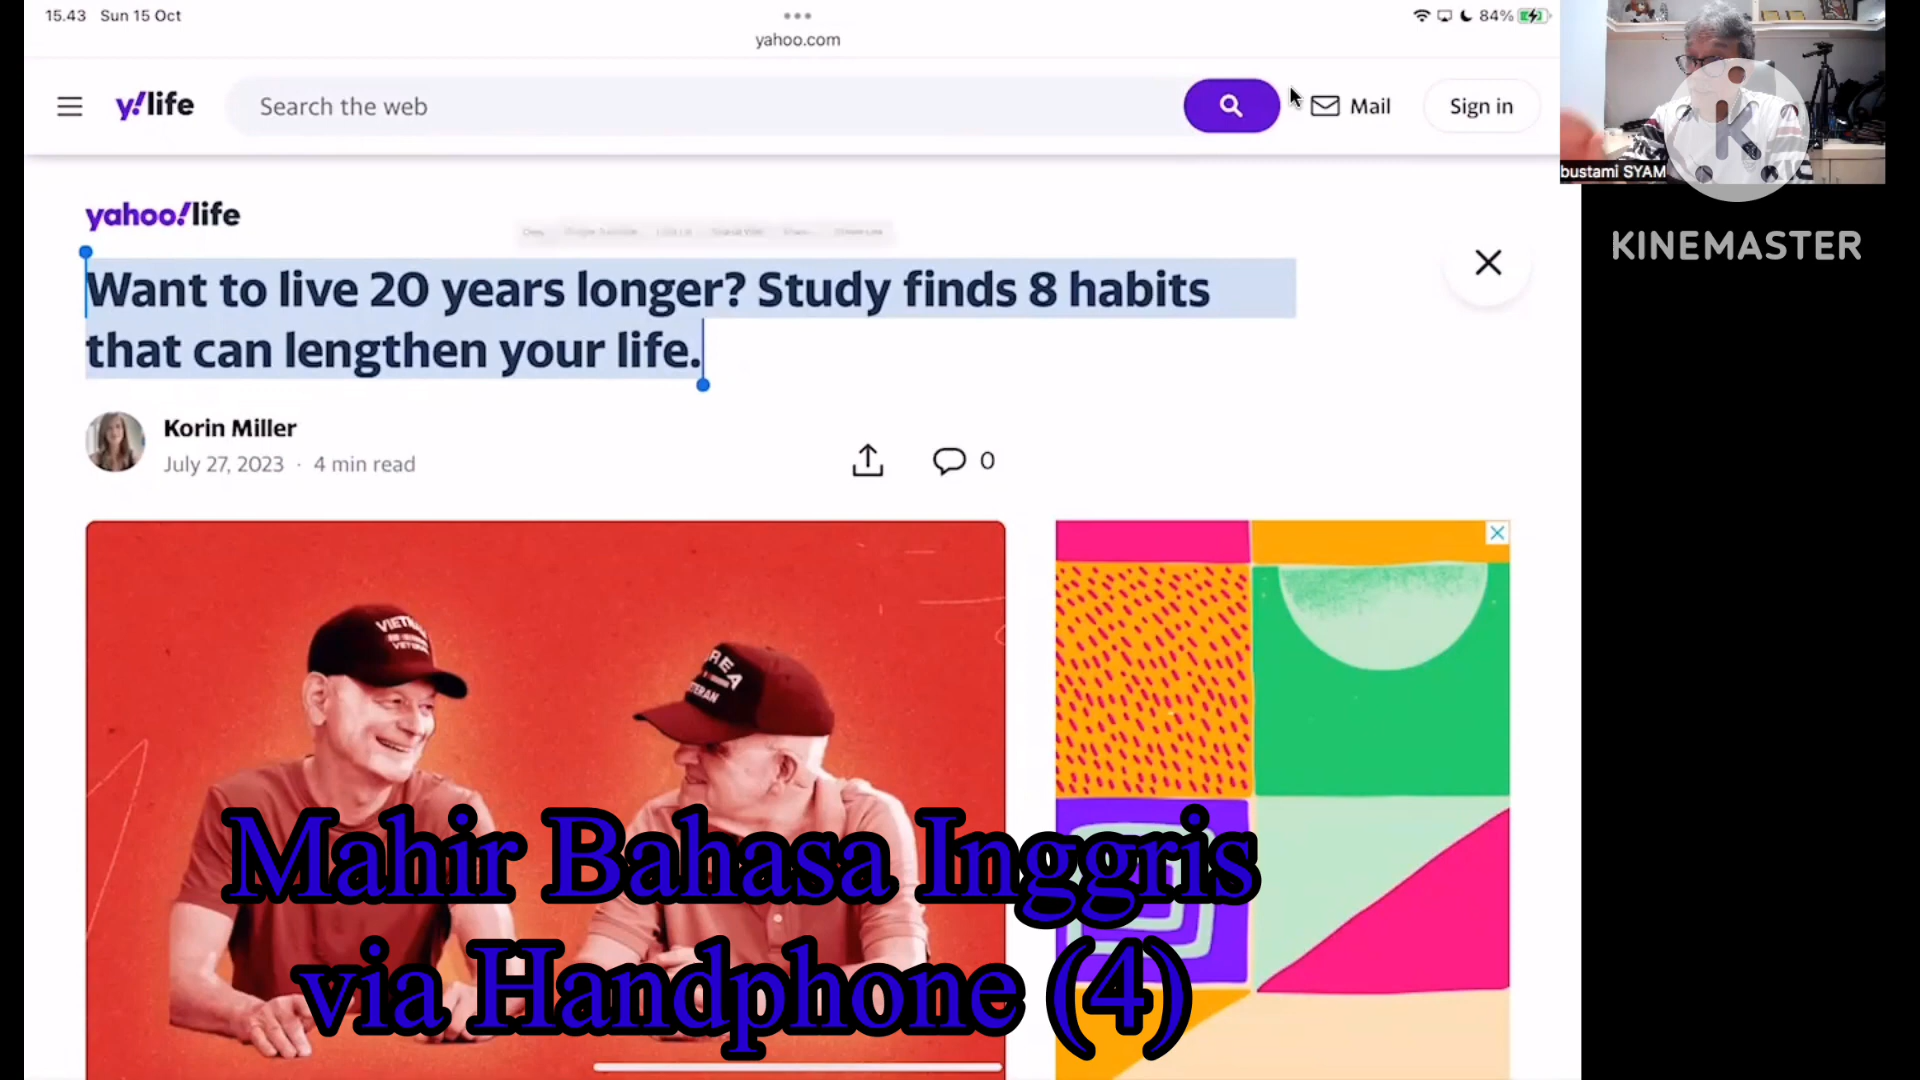 15.43 Sun 15 Oct
yahoo.com
84%
y!life
Search the web
Mail
Sign in
bustami SYAM
KINEMASTER
yahoo!life
Want to live 20 years longer? Study finds 8 habits
that can lengthen your life.
Korin Miller
July 27, 2023 · 4 min read
0
VETERAN
Mahir Bahasa Inggris
via Handphone (4)